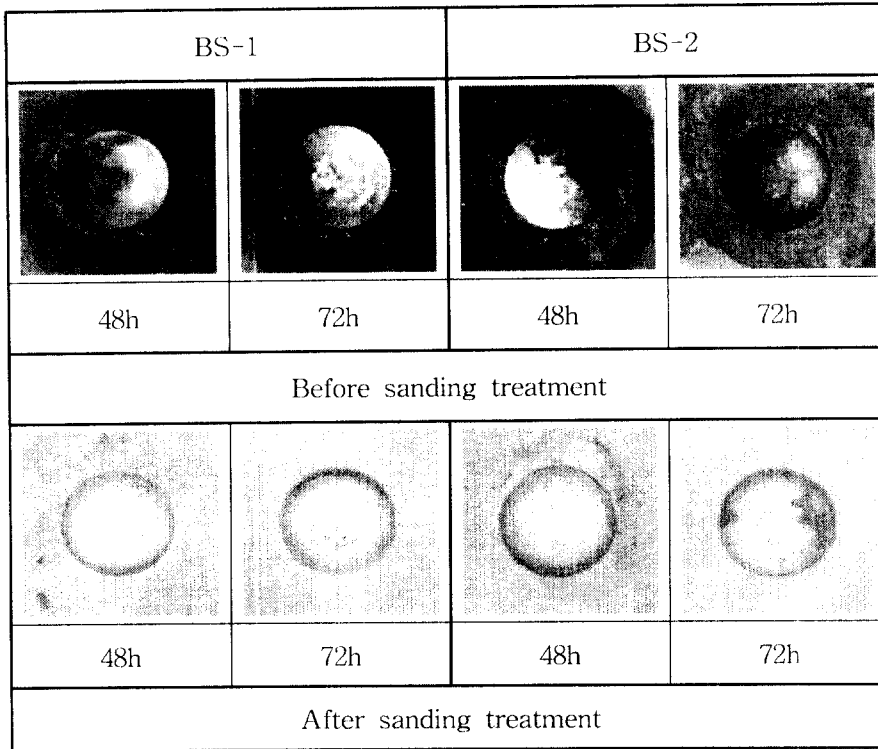 BS-1 BS-2
48h 72h 48h 72h
Before sanding treatment
48h 72h 48h 72h
After sanding treatment